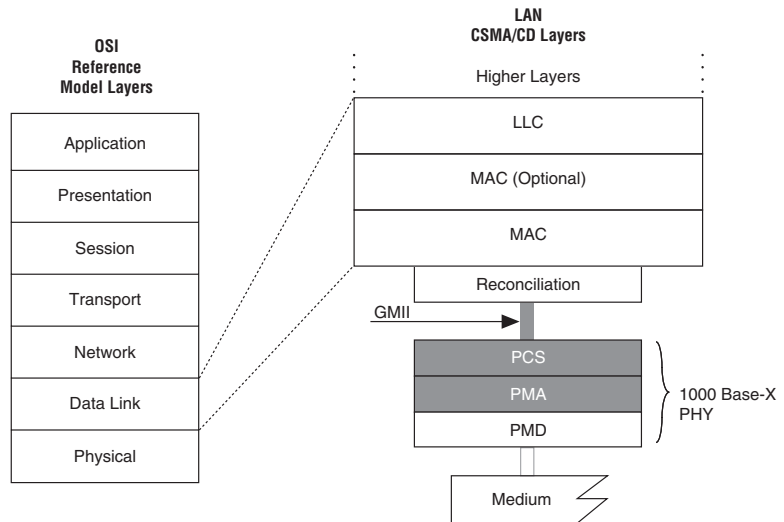 OSI
Reference
Model Layers
Application
Presentation
Session
Transport
Network
Data Link
Physical
LAN
CSMA/CD Layers
Higher Layers
LLC
MAC (Optional)
MAC
Reconciliation
GMII
PCS
PMA
PMD
1000 Base-X
PHY
Medium